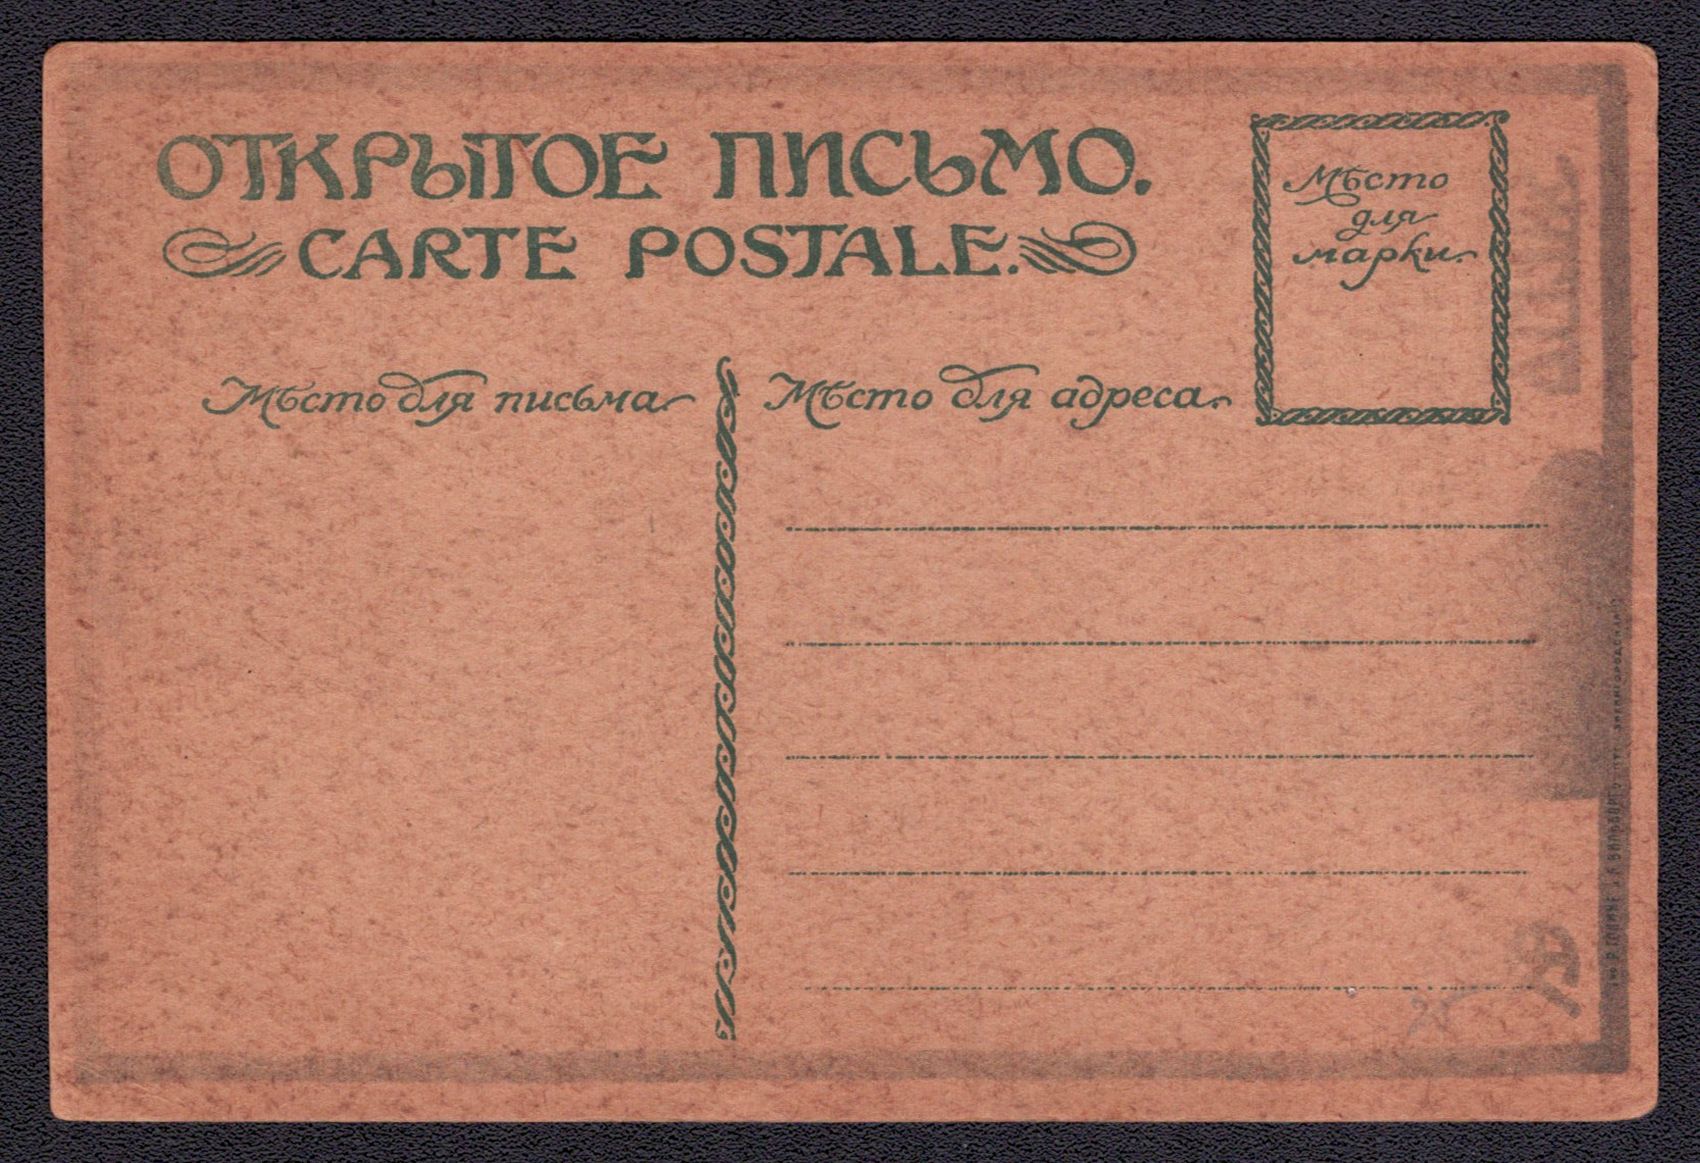 ОТКРЫТОЕ ПИСЬМО.
CARTE POSTALE.
Мѣсто
для
марки.
Мѣсто для письма
Мѣсто для адреса.